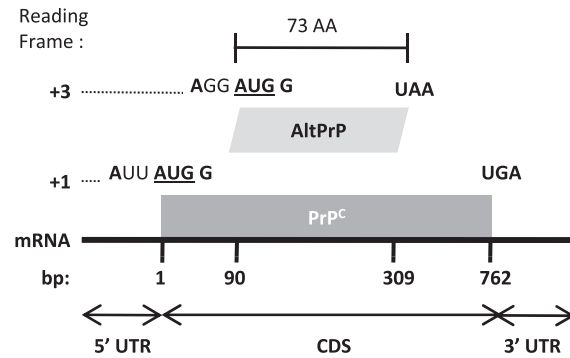 Reading
Frame :
73 AA
+3 AGG AUG G UAA
AltPrP
+1 AUU AUG G UGA
PrPC
mRNA
bp: 1 90 309 762
5’ UTR CDS 3’ UTR